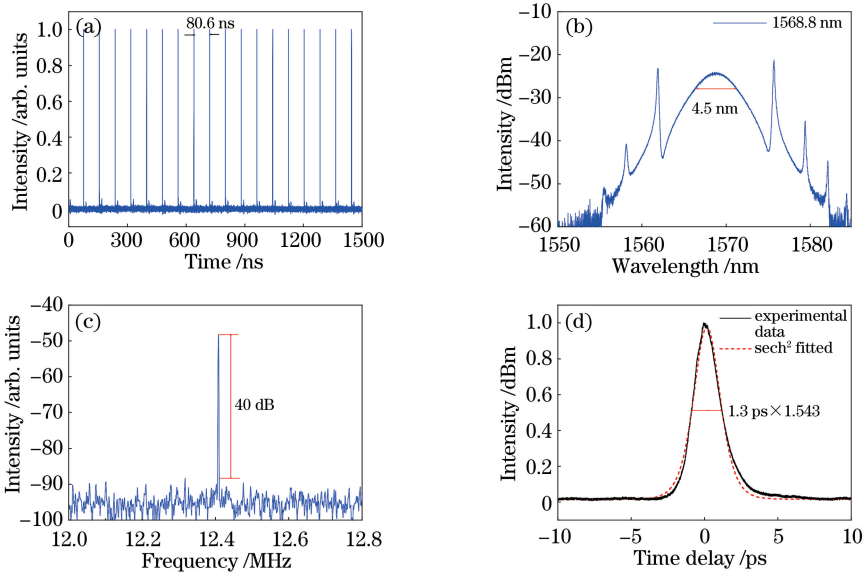 (a)
80.6 ns
Intensity /arb. units
1.0
0.8
0.6
0.4
0.2
0
0
300
600
900
1200
1500
Time /ns
(b)
1568.8 nm
4.5 nm
Intensity /dBm
−10
−20
−30
−40
−50
−60
1550
1560
1570
1580
Wavelength /nm
(c)
40 dB
Intensity /arb. units
−40
−50
−60
−70
−80
−90
−100
12.0
12.2
12.4
12.6
12.8
Frequency /MHz
(d)
experimental
data
sech² fitted
1.3 ps×1.543
Intensity /dBm
1.0
0.8
0.6
0.4
0.2
0
−10
−5
0
5
10
Time delay /ps